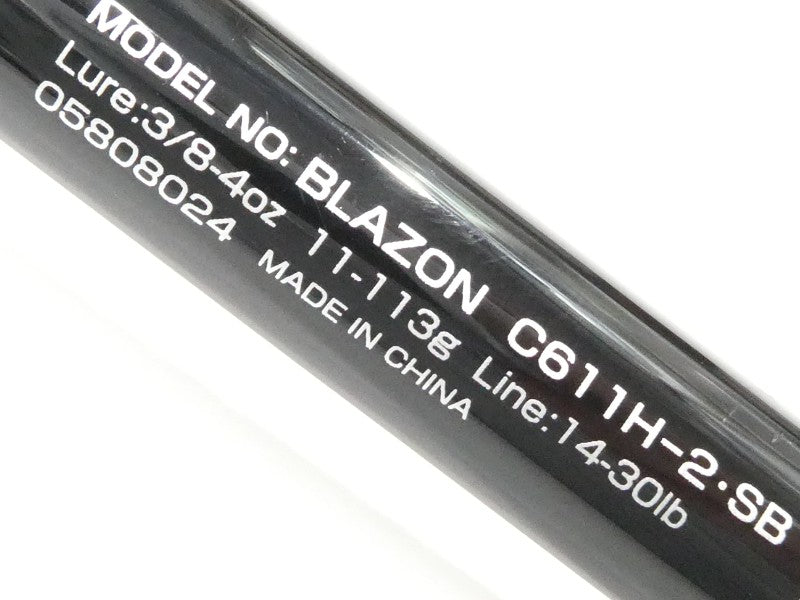 MODEL NO: BLAZON C611H-2・SB
Lure:3/8-4oz 11-113g Line:14-30lb
05808024 MADE IN CHINA